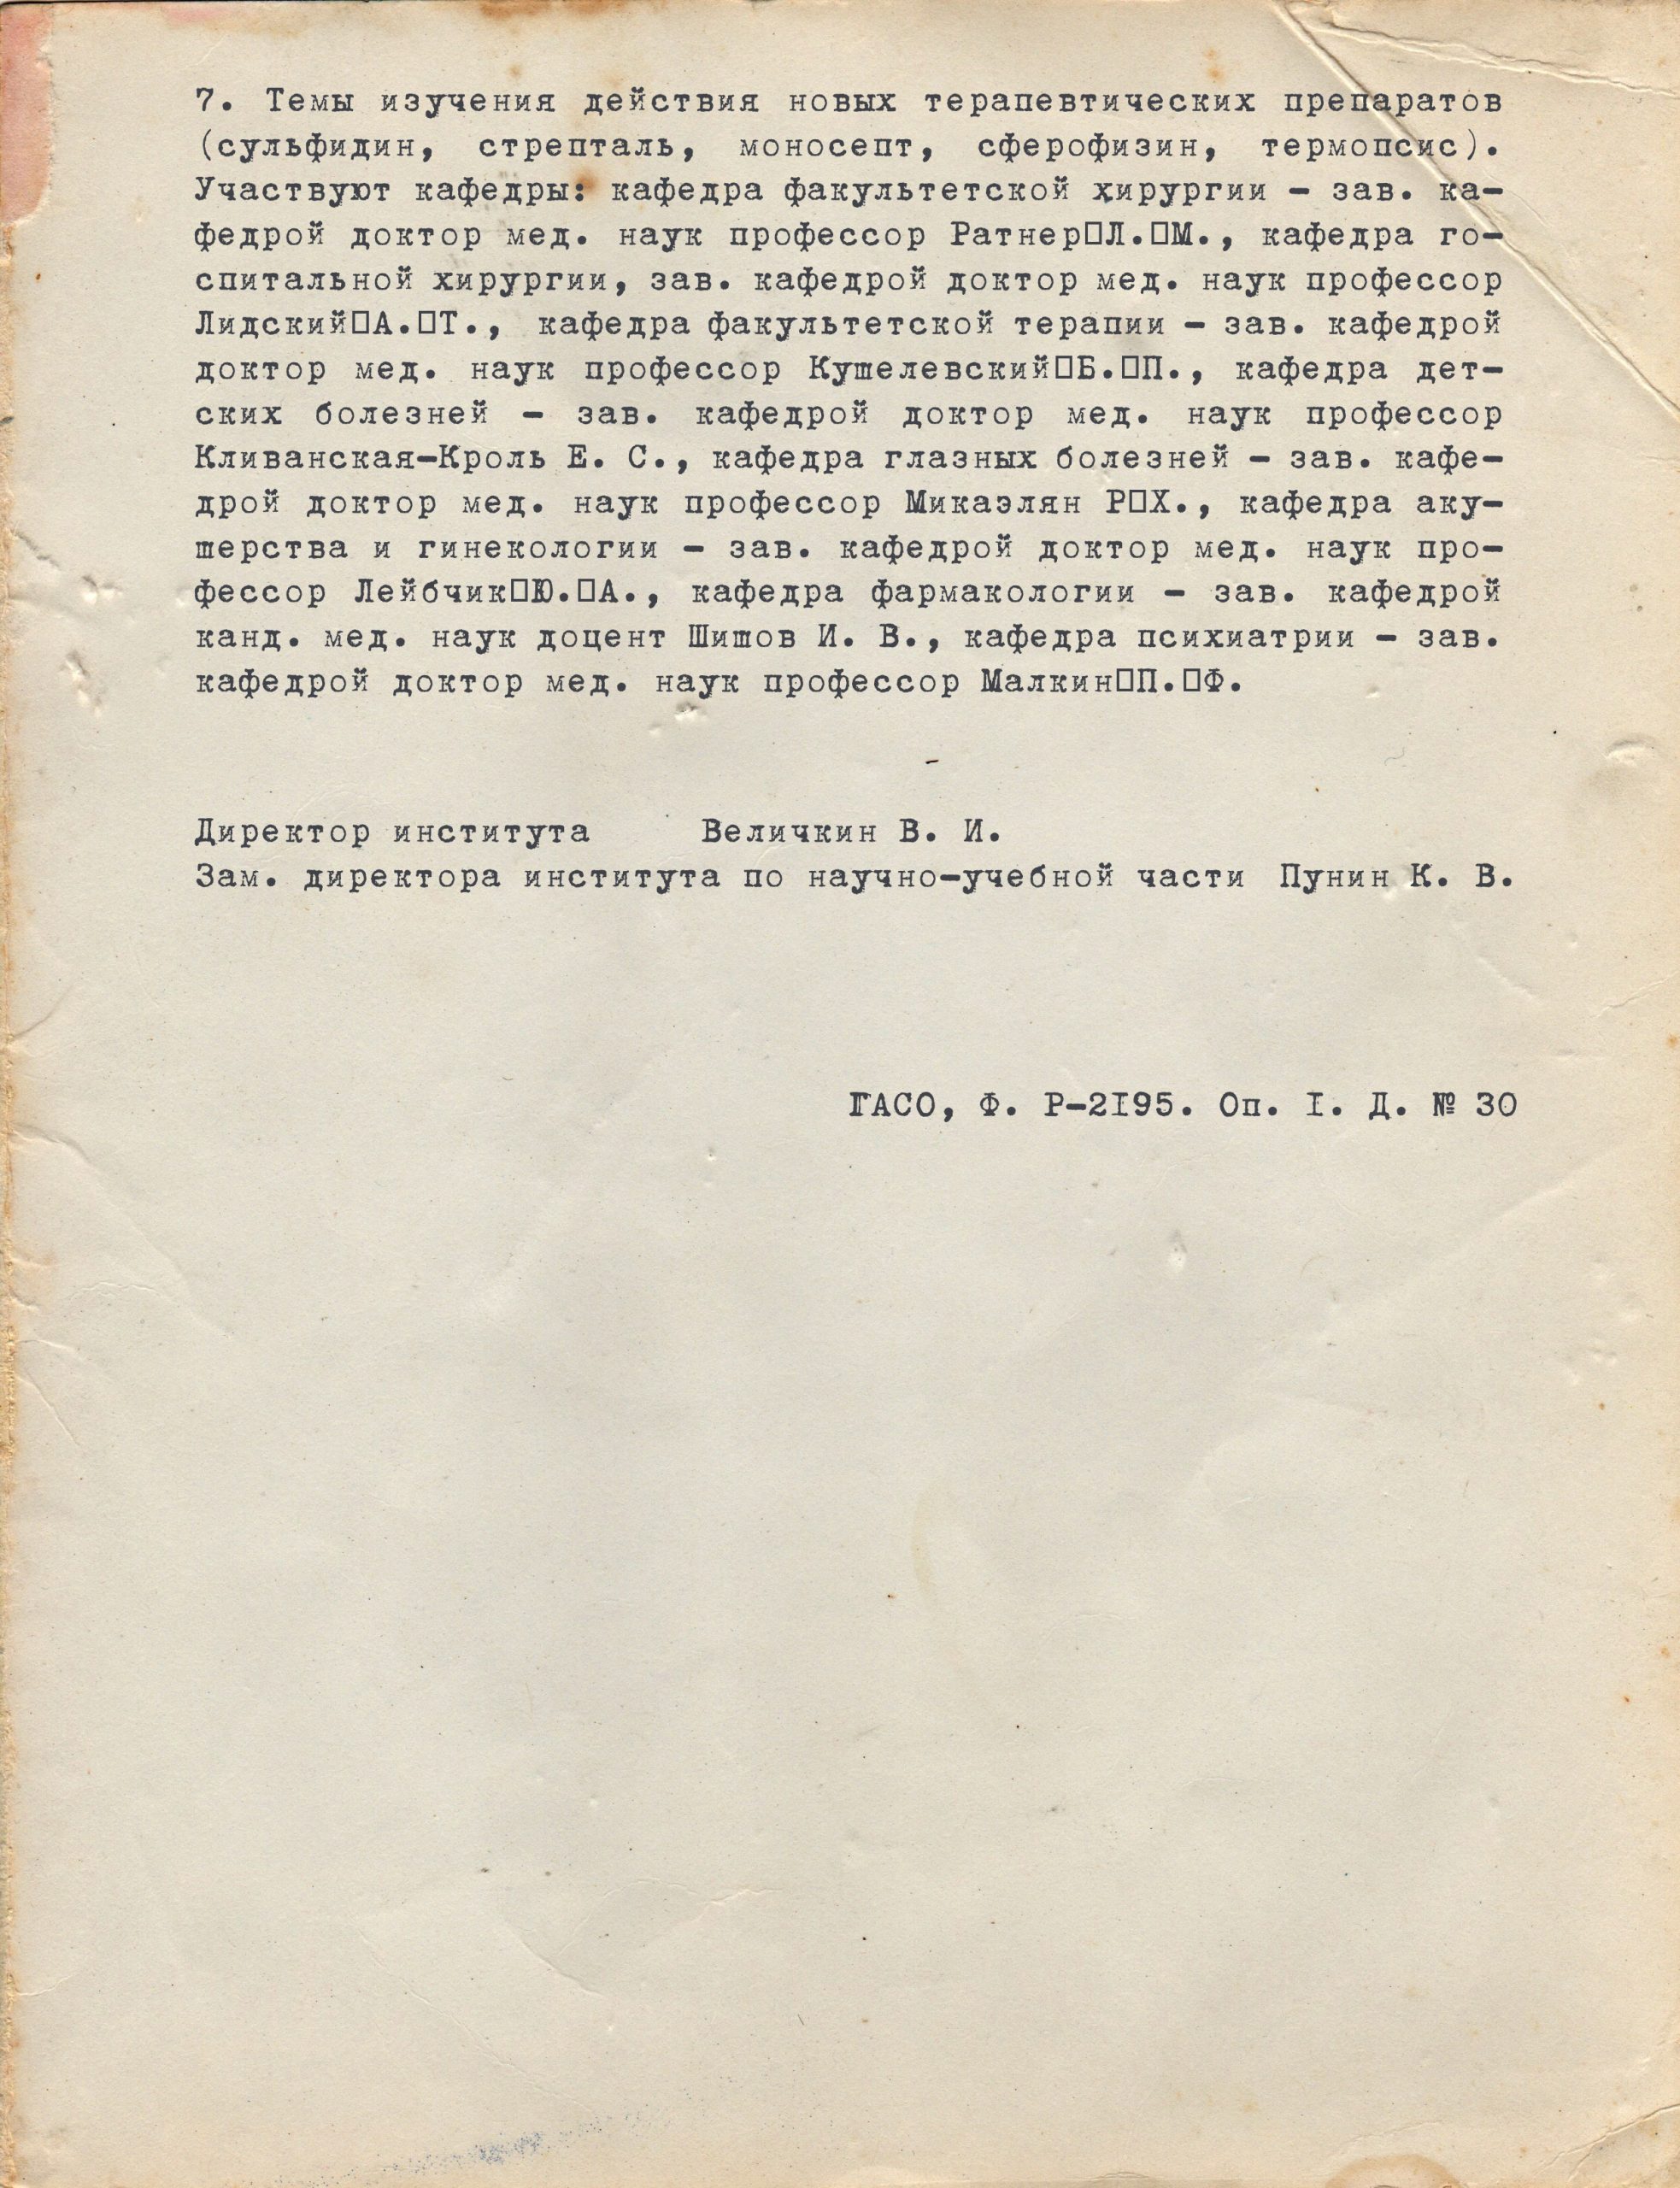 7. Темы изучения действия новых терапевтических препаратов
(сульфидин, стрепталь, моносепт, сферофизин, термопсис).
Участвуют кафедры: кафедра факультетской хирургии – зав. ка-
федрой доктор мед. наук профессор Ратнер□Л.□М., кафедра го-
спитальной хирургии, зав. кафедрой доктор мед. наук профессор
Лидский□А.□Т., кафедра факультетской терапии – зав. кафедрой
доктор мед. наук профессор Кушелевский□Б.□П., кафедра дет-
ских болезней – зав. кафедрой доктор мед. наук профессор
Кливанская-Кроль Е. С., кафедра глазных болезней – зав. кафе-
дрой доктор мед. наук профессор Микаэлян Р□Х., кафедра аку-
шерства и гинекологии – зав. кафедрой доктор мед. наук про-
фессор Лейбчик□Ю.□А., кафедра фармакологии – зав. кафедрой
канд. мед. наук доцент Шишов И. В., кафедра психиатрии – зав.
кафедрой доктор мед. наук профессор Малкин□П.□Ф.
Директор института Величкин В. И.
Зам. директора института по научно-учебной части Пунин К. В.
ГАСО, Ф. Р-2I95. Оп. I. Д. № 30